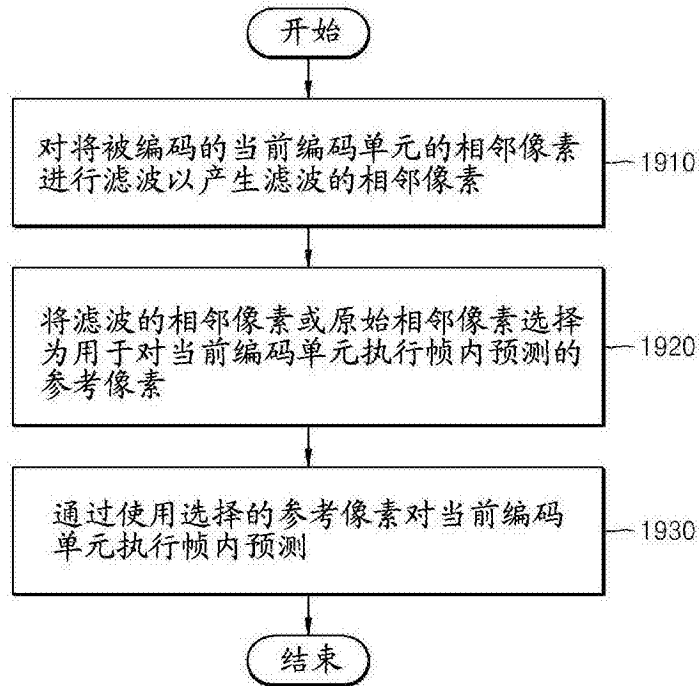 开始
对将被编码的当前编码单元的相邻像素
进行滤波以产生滤波的相邻像素
1910
将滤波的相邻像素或原始相邻像素选择
为用于对当前编码单元执行帧内预测的
参考像素
1920
通过使用选择的参考像素对当前编码
单元执行帧内预测
1930
结束